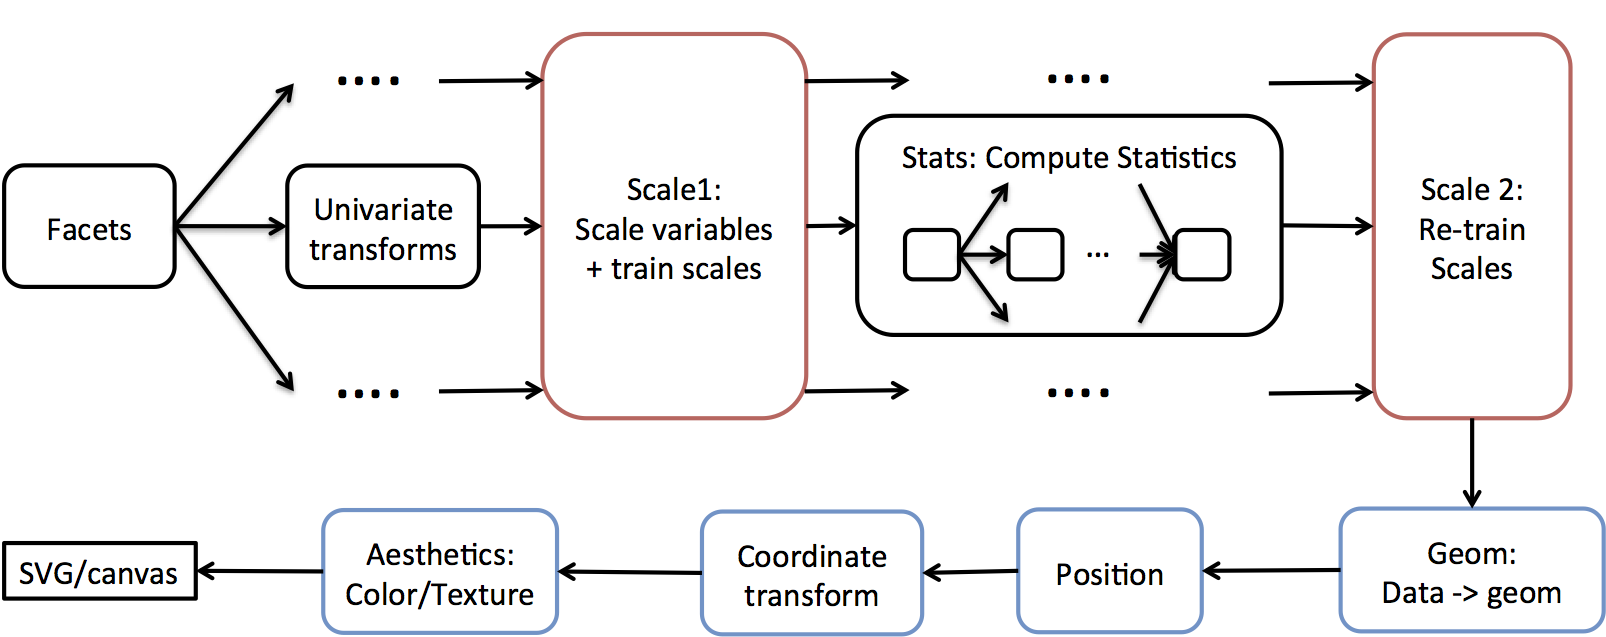 ....
....
Stats: Compute Statistics
Facets
Univariate
transforms
Scale1:
Scale variables
+ train scales
...
Scale 2:
Re-train
Scales
....
....
SVG/canvas
Aesthetics:
Color/Texture
Coordinate
transform
Position
Geom:
Data -> geom